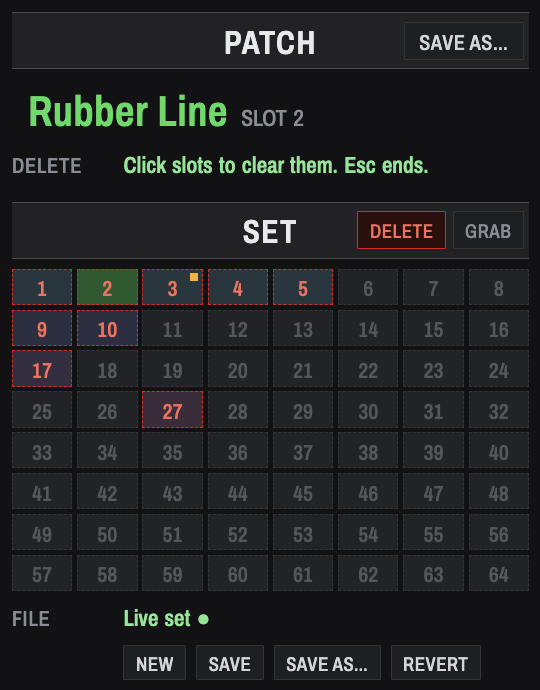 PATCH SAVE AS...
Rubber Line SLOT 2
DELETE Click slots to clear them. Esc ends.
SET DELETE GRAB
1 2 3 4 5 6 7 8
9 10 11 12 13 14 15 16
17 18 19 20 21 22 23 24
25 26 27 28 29 30 31 32
33 34 35 36 37 38 39 40
41 42 43 44 45 46 47 48
49 50 51 52 53 54 55 56
57 58 59 60 61 62 63 64
FILE Live set ●
NEW SAVE SAVE AS... REVERT